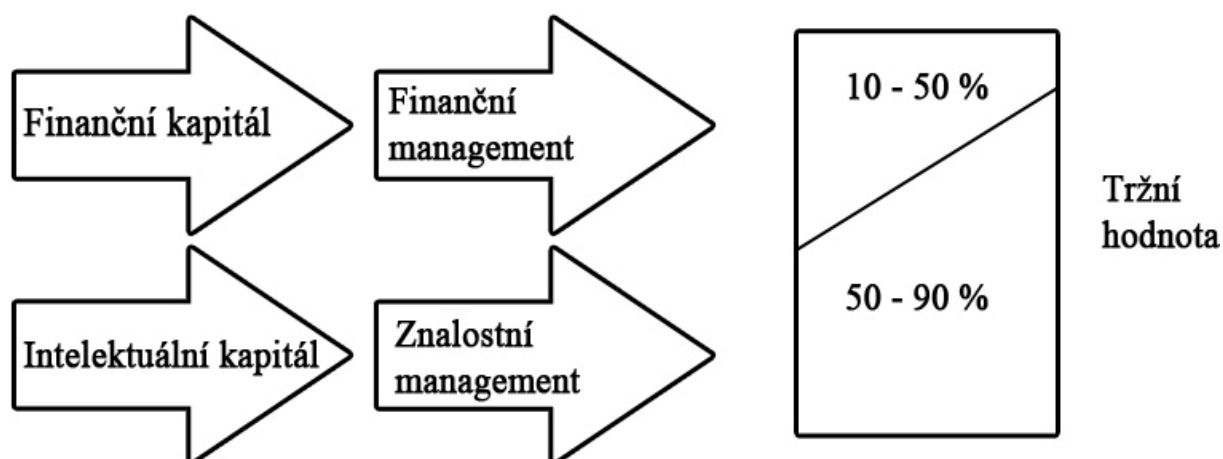 Finanční kapitál
Finanční
management
10 - 50 %
Tržní
hodnota
Intelektuální kapitál
Znalostní
management
50 - 90 %